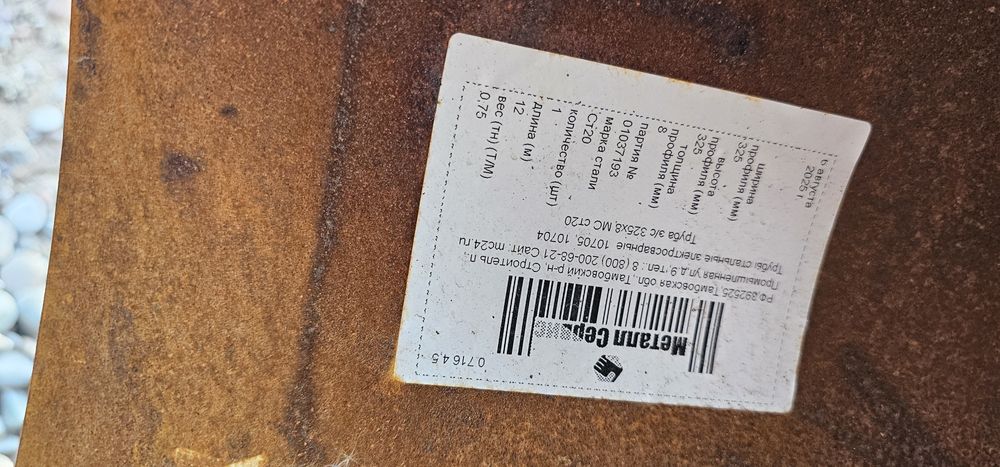 Металл Сервис
РФ,392525,Тамбовская обл., Тамбовский р-н, Строитель п.,
Промышленная ул,д.9 тел.: 8 (800) 200-68-21 Сайт: mc24.ru
Трубы стальные электросварные 10705, 10704
Труба э/с 325х8, МС ст20
6 августа
2025 г
ширина
профиля (мм)
325
высота
профиля (мм)
325
толщина
профиля (мм)
8
партия №
01037193
марка стали
Ст20
количество (шт)
1
длина (м)
12
вес (тн) (Т/М)
0.75
0.716 4.5